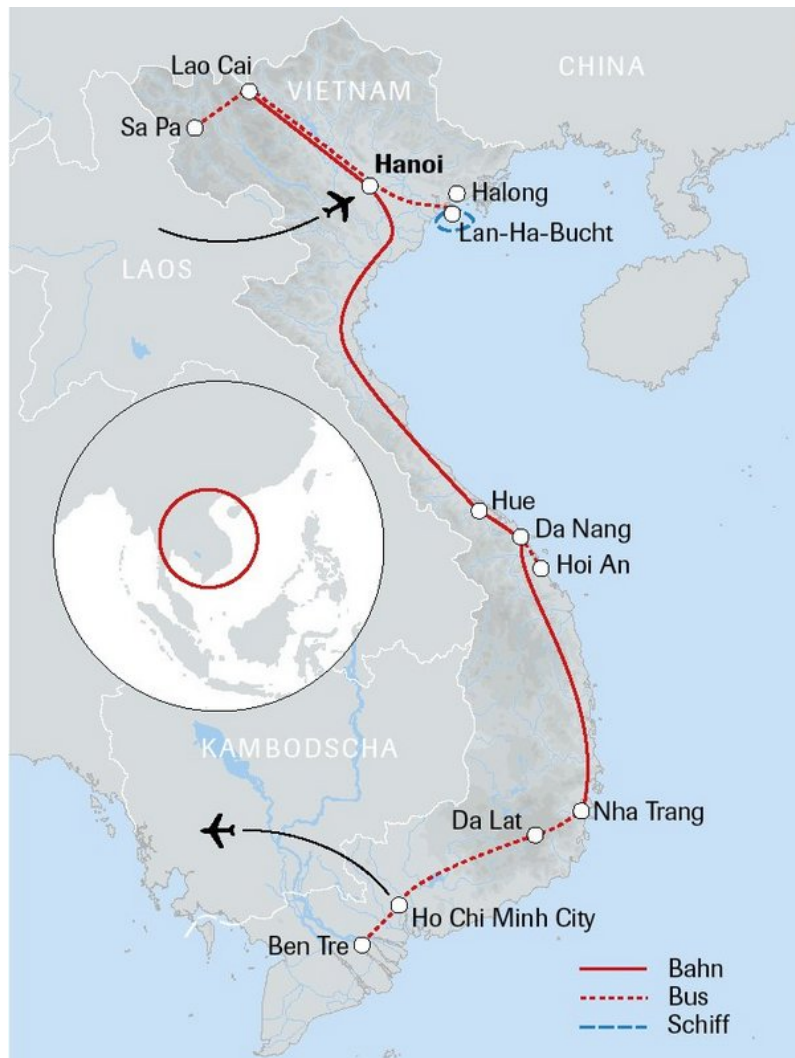 Lao Cai
CHINA
VIETNAM
Sa Pa
Hanoi
Halong
Lan-Ha-Bucht
LAOS
Hue
Da Nang
Hoi An
KAMBODSCHA
Nha Trang
Da Lat
Ho Chi Minh City
Ben Tre
Bahn
Bus
Schiff